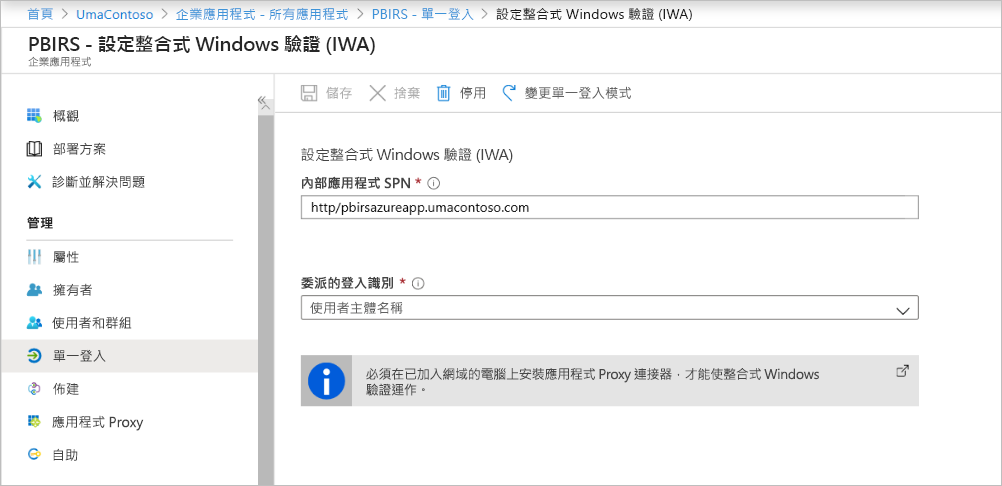 首頁 > UmaContoso > 企業應用程式 - 所有應用程式 > PBIRS - 單一登入 > 設定整合式 Windows 驗證 (IWA)
PBIRS - 設定整合式 Windows 驗證 (IWA)
企業應用程式
儲存 捨棄 停用 變更單一登入模式
概觀
部署方案
診斷並解決問題
管理
屬性
擁有者
使用者和群組
單一登入
佈建
應用程式 Proxy
自助
設定整合式 Windows 驗證 (IWA)
內部應用程式 SPN *
http/pbirsazureapp.umacontoso.com
委派的登入識別 *
使用者主體名稱
必須在已加入網域的電腦上安裝應用程式 Proxy 連接器，才能使整合式 Windows
驗證運作。